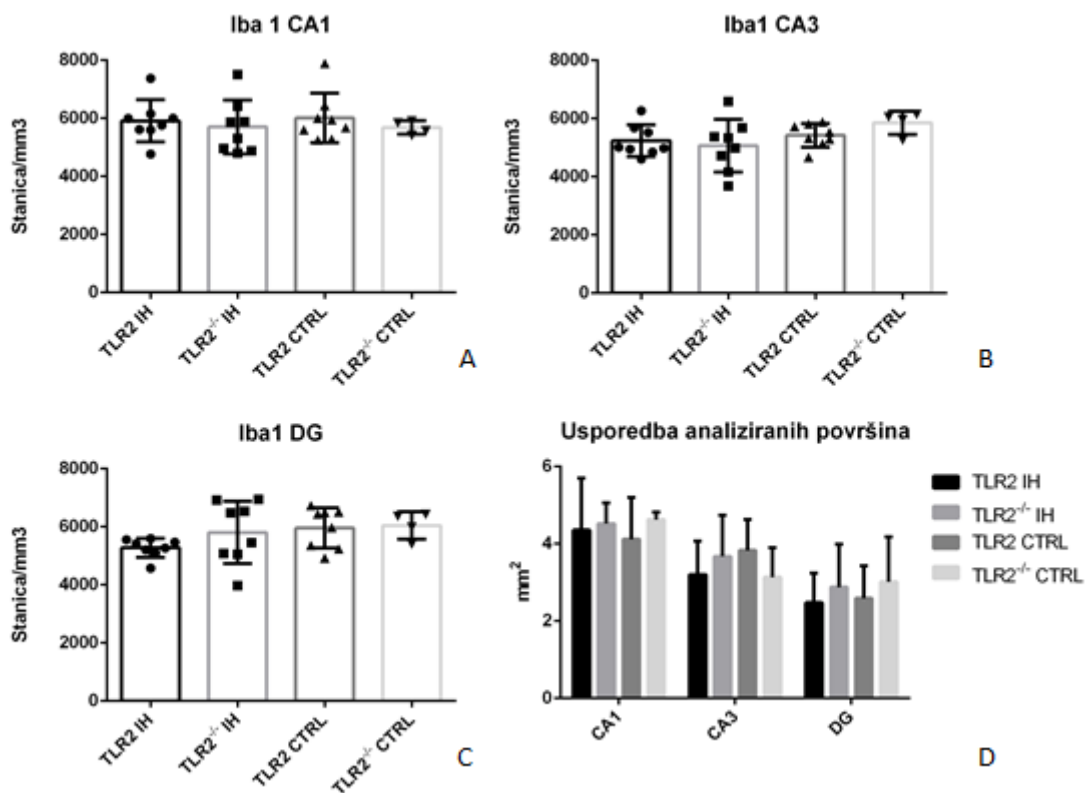 Iba 1 CA1
8000
6000
4000
2000
0
Stanica/mm3
TLR2 IH
TLR2-/- IH
TLR2 CTRL
TLR2-/- CTRL
A
Iba1 CA3
8000
6000
4000
2000
0
Stanica/mm3
TLR2 IH
TLR2-/- IH
TLR2 CTRL
TLR2-/- CTRL
B
Iba1 DG
8000
6000
4000
2000
0
Stanica/mm3
TLR2 IH
TLR2-/- IH
TLR2 CTRL
TLR2-/- CTRL
C
Usporedba analiziranih površina
6
4
2
0
mm²
CA1
CA3
DG
TLR2 IH
TLR2-/- IH
TLR2 CTRL
TLR2-/- CTRL
D